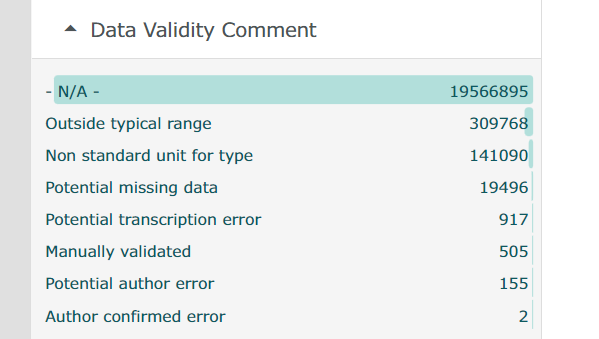 Data Validity Comment
- N/A - 19566895
Outside typical range 309768
Non standard unit for type 141090
Potential missing data 19496
Potential transcription error 917
Manually validated 505
Potential author error 155
Author confirmed error 2